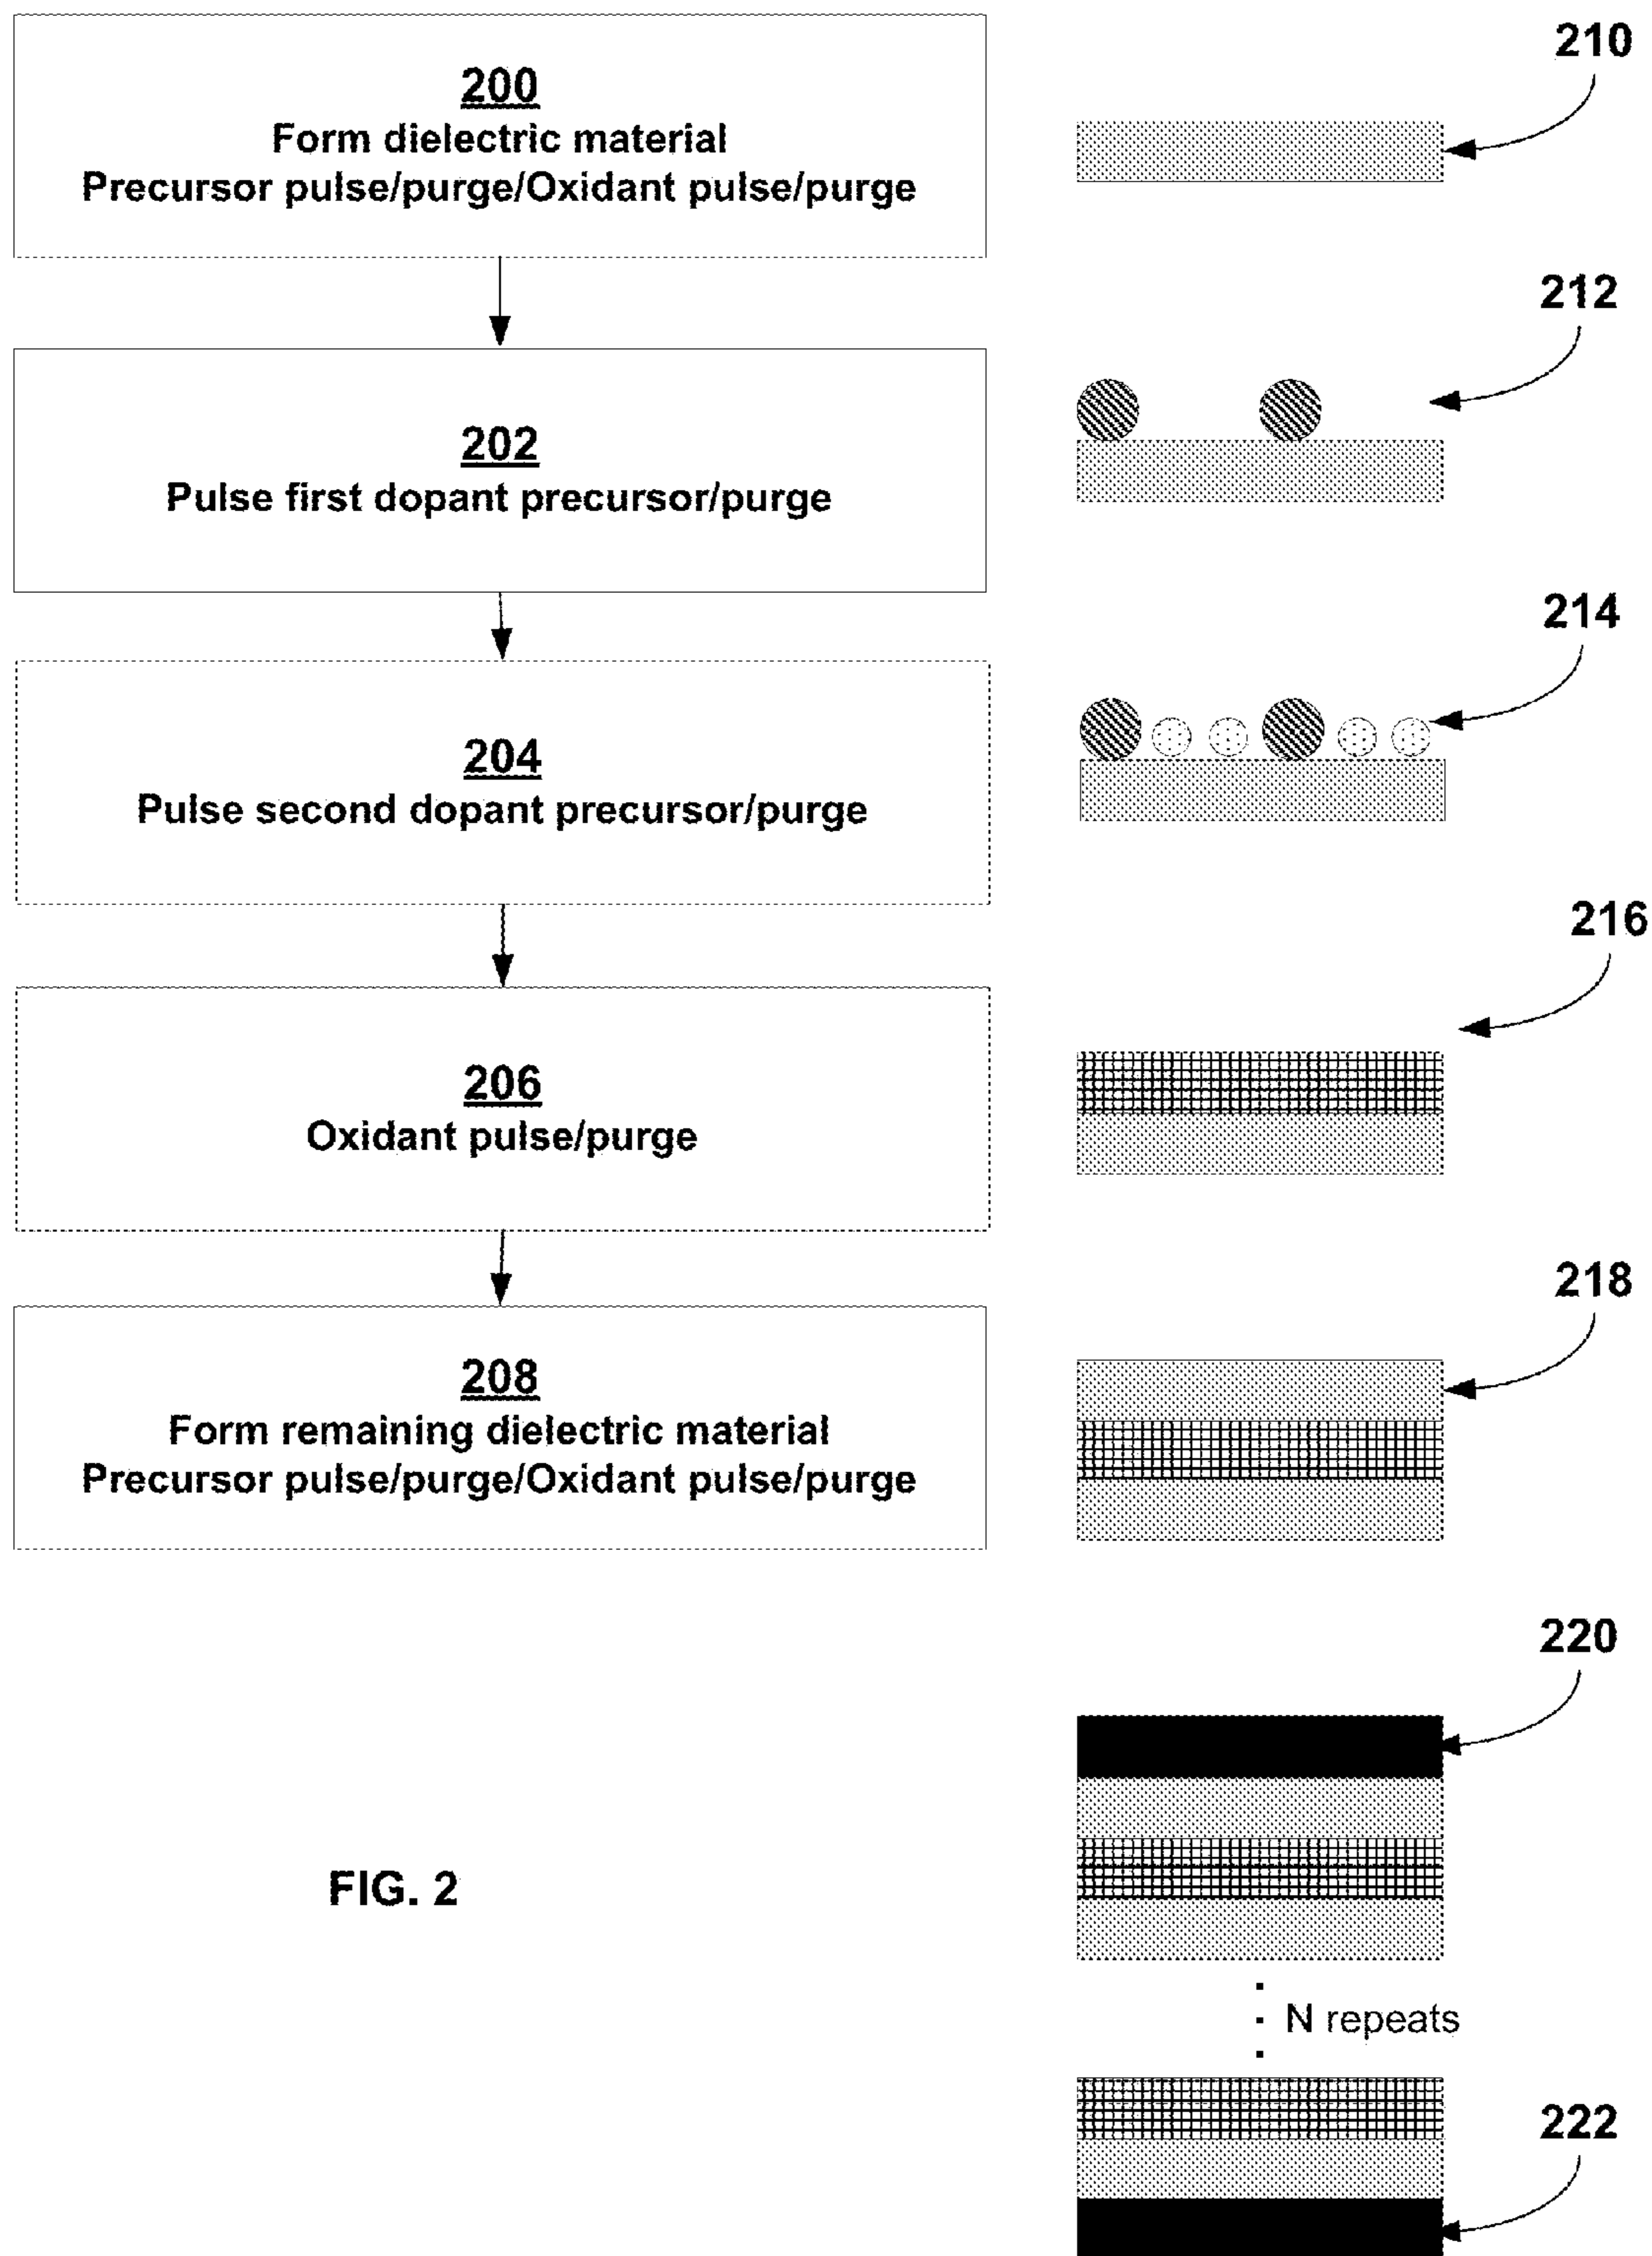 200
Form dielectric material
Precursor pulse/purge/Oxidant pulse/purge
210
202
Pulse first dopant precursor/purge
212
204
Pulse second dopant precursor/purge
214
206
Oxidant pulse/purge
216
208
Form remaining dielectric material
Precursor pulse/purge/Oxidant pulse/purge
218
220
FIG. 2
N repeats
222